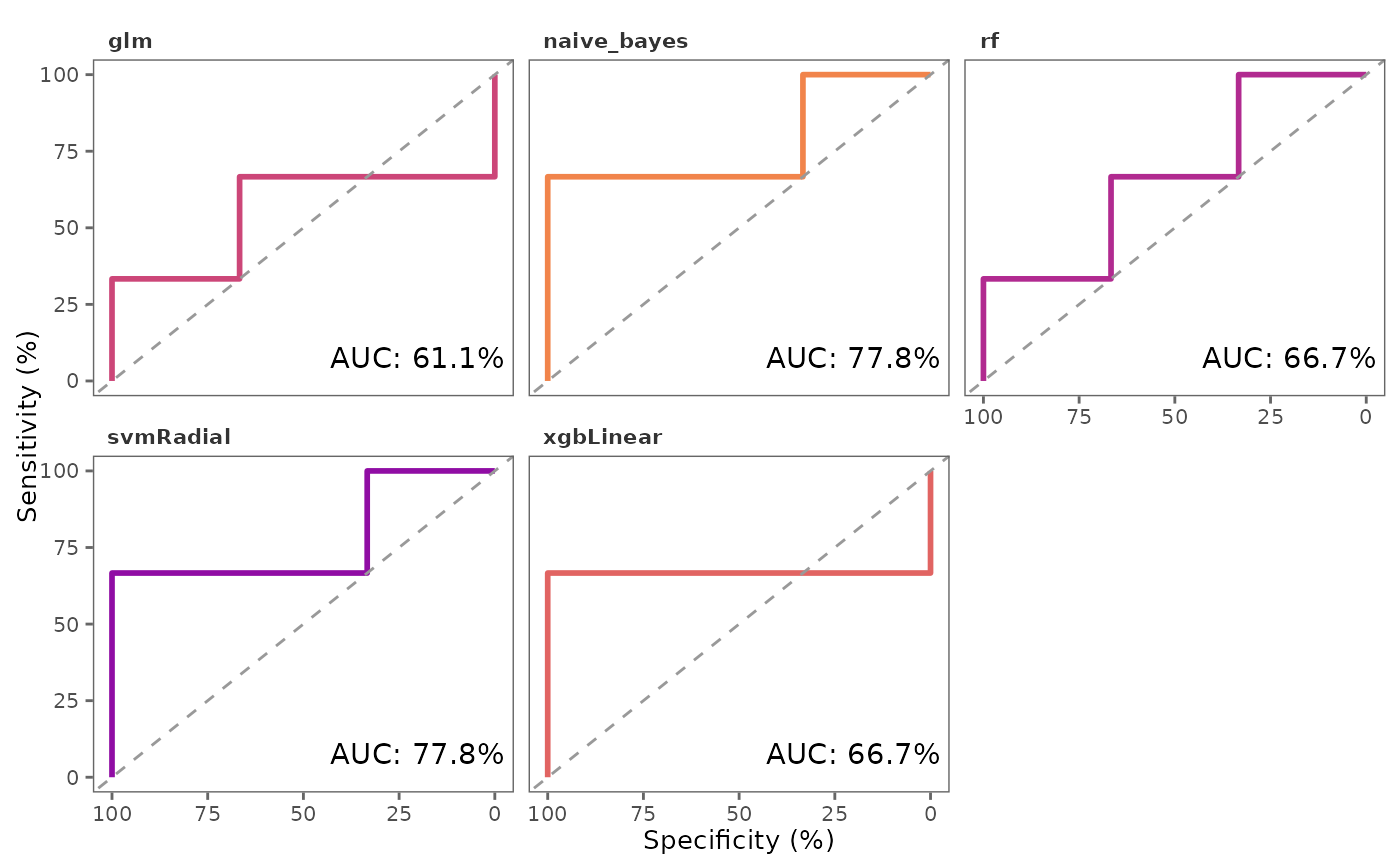 glm
naive_bayes
rf
100
75
50
25
0
AUC: 61.1%
AUC: 77.8%
AUC: 66.7%
100 75 50 25 0
svmRadial
xgbLinear
Sensitivity (%)
100
75
50
25
0
AUC: 77.8%
AUC: 66.7%
100 75 50 25 0
100 75 50 25 0
Specificity (%)